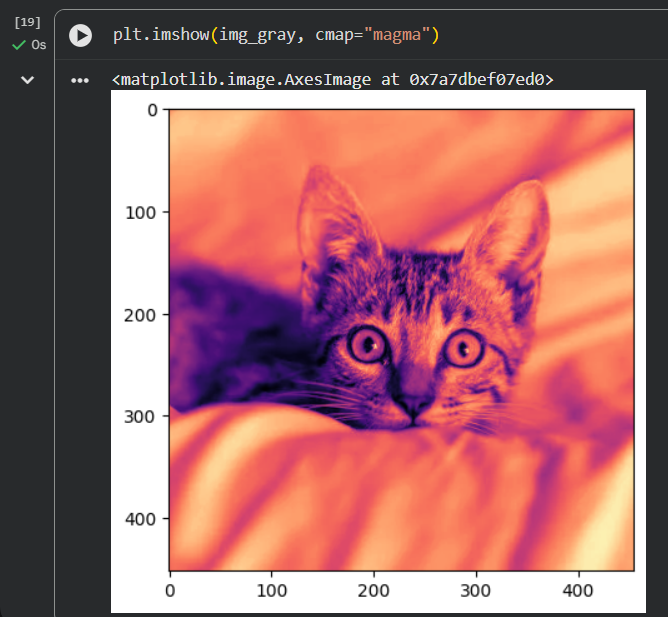 [19]
0s
plt.imshow(img_gray, cmap="magma")
<matplotlib.image.AxesImage at 0x7a7dbef07ed0>
0
100
200
300
400
0 100 200 300 400